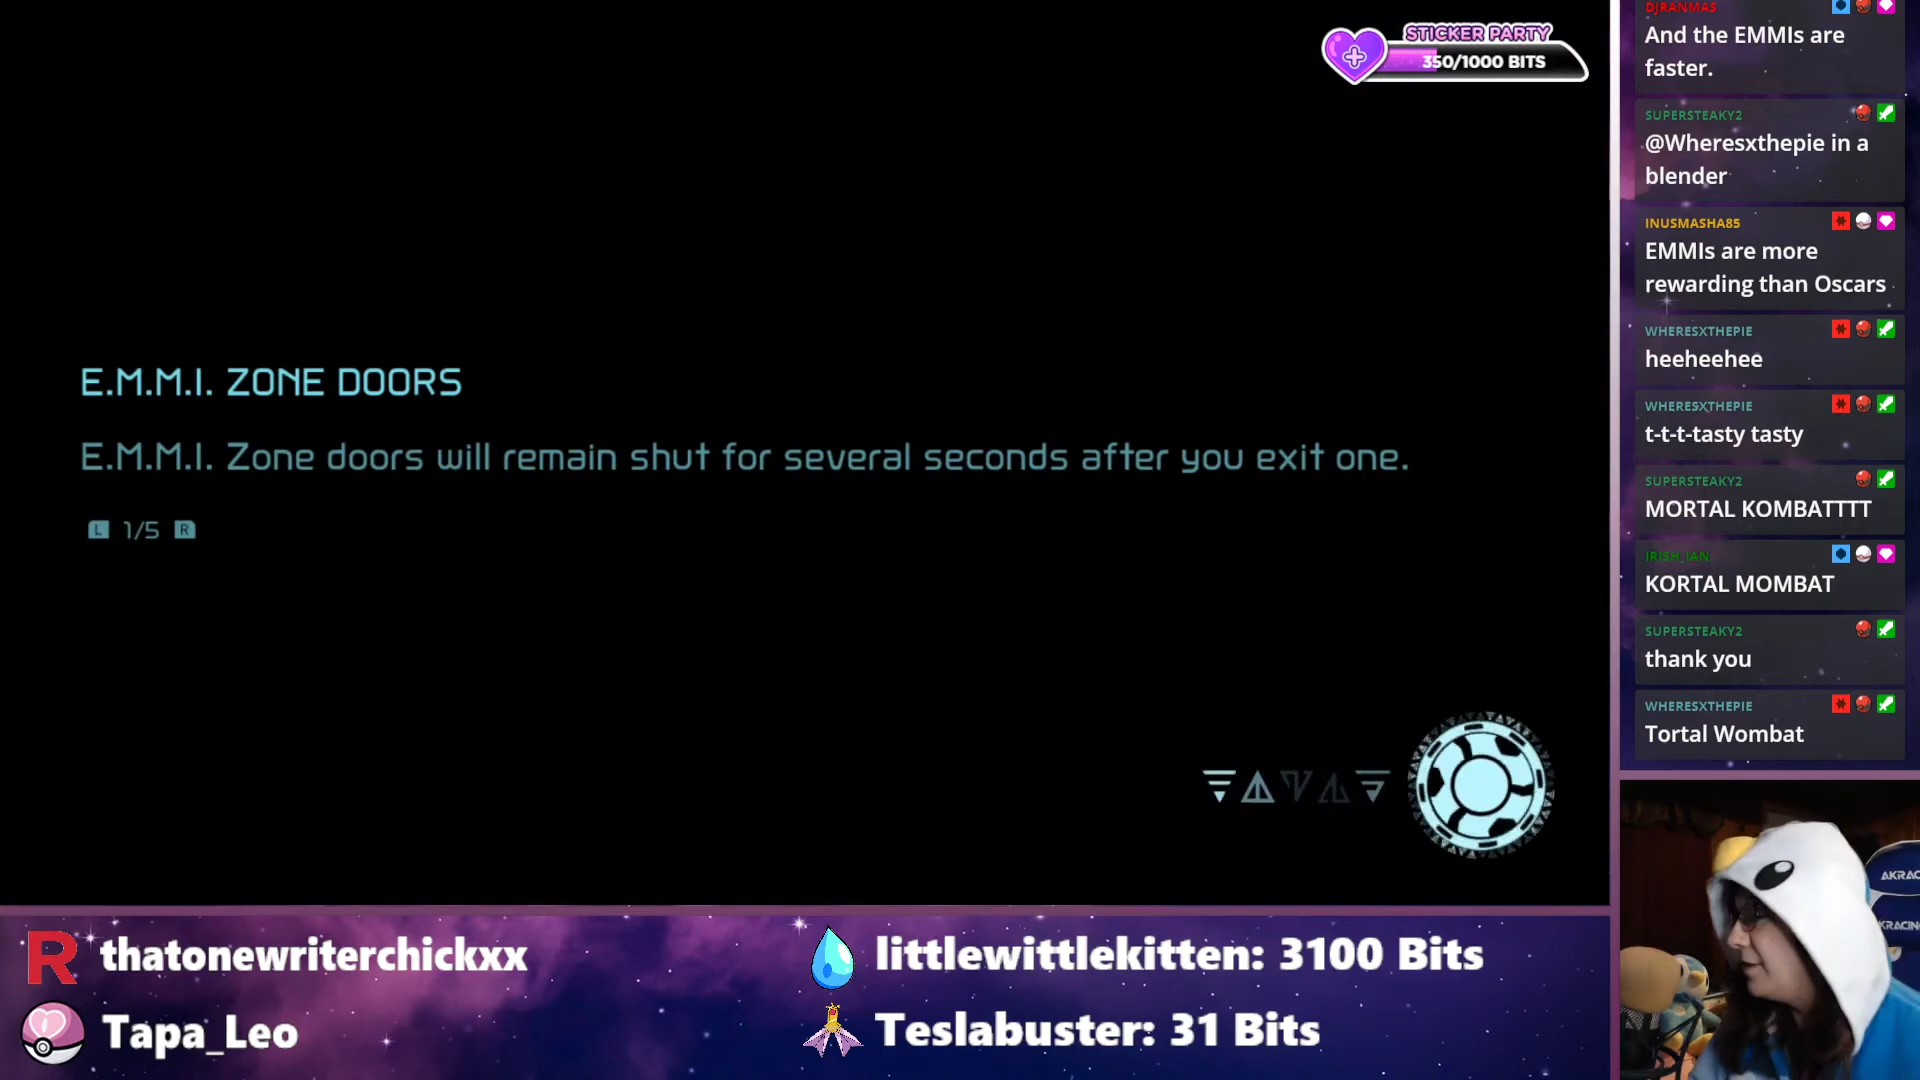 STICKER PARTY
350/1000 BITS
E.M.M.I. ZONE DOORS
E.M.M.I. Zone doors will remain shut for several seconds after you exit one.
L 1/5 R
DJRANMAS
And the EMMIs are
faster.
SUPERSTEAKY2
@Wheresxthepie in a
blender
INUSMASHA85
EMMIs are more
rewarding than Oscars
WHERESXTHEPIE
heeheehee
WHERESXTHEPIE
t-t-t-tasty tasty
SUPERSTEAKY2
MORTAL KOMBATTTT
IRISH_IAN
KORTAL MOMBAT
SUPERSTEAKY2
thank you
WHERESXTHEPIE
Tortal Wombat
AKRAC
KRACIN
R thatonewriterchickxx
littlewittlekitten: 3100 Bits
Tapa_Leo
Teslabuster: 31 Bits